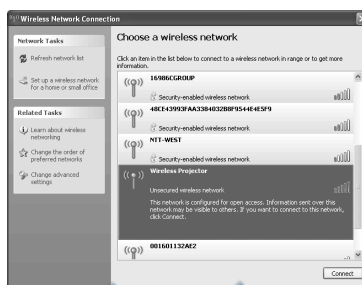 Wireless Network Connection
Network Tasks
Refresh network list
Set up a wireless network
for a home or small office
Related Tasks
Learn about wireless
networking
Change the order of
preferred networks
Change advanced
settings
Choose a wireless network
Click an item in the list below to connect to a wireless network in range or to get more
information.
16986CGROUP
Security-enabled wireless network
Security-enabled wireless network
NTT-WEST
Security-enabled wireless network
Wireless Projector
Unsecured wireless network
This network is configured for open access. Information sent over this
network may be visible to others. If you want to connect to this network,
click Connect.
001601132AE2
Connect